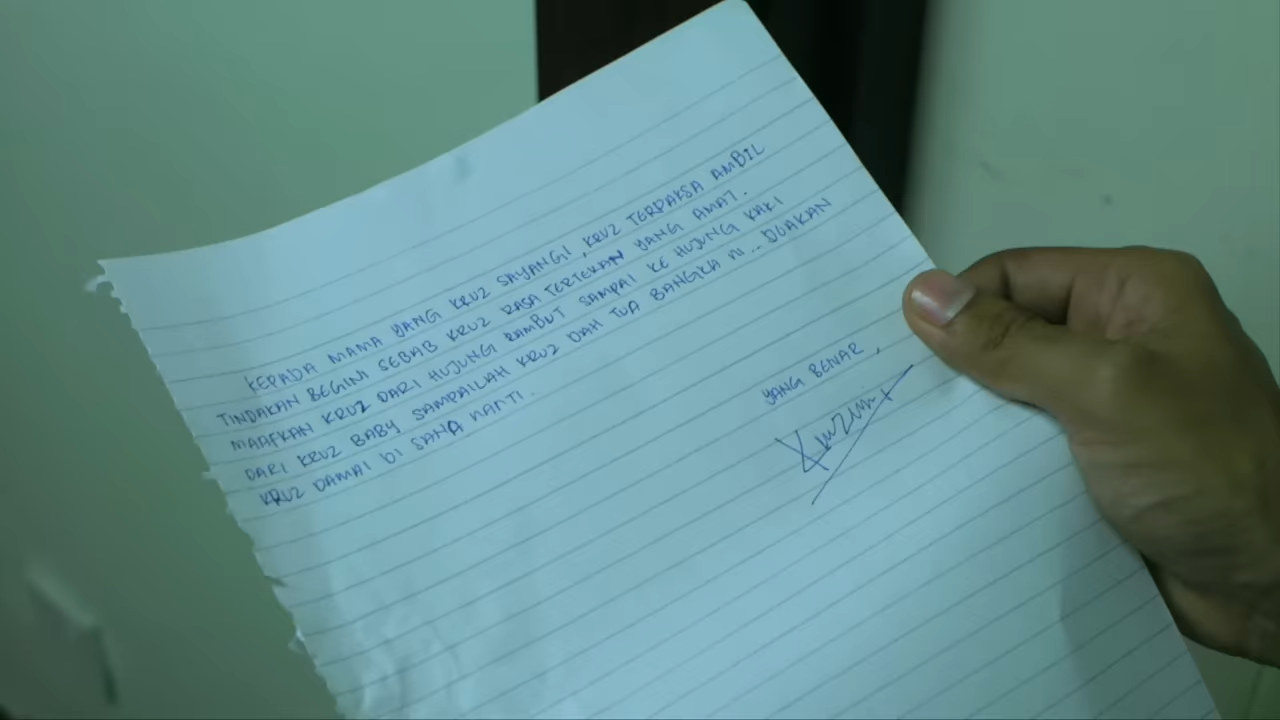 KEPADA MAMA YANG KRUZ SAYANGI, KRUZ TERPAKSA AMBIL
TINDAKAN BEGINI SEBAB KRUZ RASA TERTEKAN YANG AMAT.
MAAFKAN KRUZ DARI HUJUNG RAMBUT SAMPAI KE HUJUNG KAKI
DARI KRUZ BABY SAMPAILAH KRUZ DAH TUA BANGKA NI... DOAKAN
KRUZ DAMAI DI SANA NANTI.
YANG BENAR,